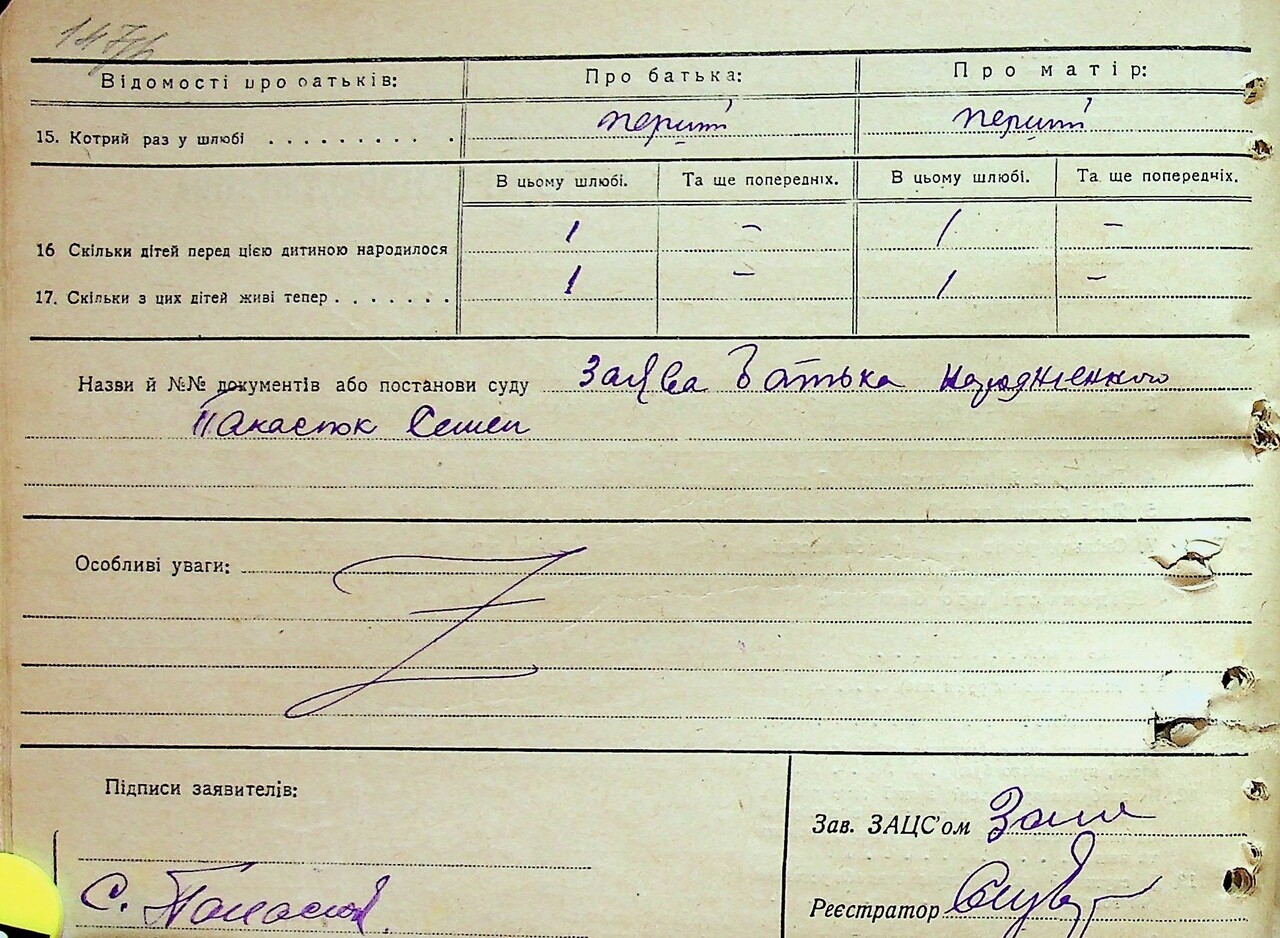 147
Відомості про батьків: Про батька: Про матір:
15. Котрий раз у шлюбі . . . . . . . . . . перший перший
В цьому шлюбі. Та ще попередніх. В цьому шлюбі. Та ще попередніх.
16 Скільки дітей перед цією дитиною народилося 1 – 1 –
17. Скільки з цих дітей живі тепер . . . . . . . 1 – 1 –
Назви й №№ документів або постанови суду Заява Батька народженного
Панасюк Семен
Особливі уваги:
Підписи заявителів:
Зав. ЗАЦС'ом
С. Панасюк
Реєстратор